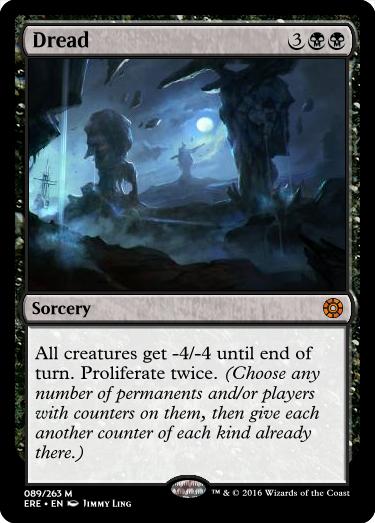 Dread 3
Sorcery
All creatures get -4/-4 until end of
turn. Proliferate twice. (Choose any
number of permanents and/or players
with counters on them, then give each
another counter of each kind already
there.)
089/263 M
ERE • EN Jimmy Ling ™ & © 2016 Wizards of the Coast